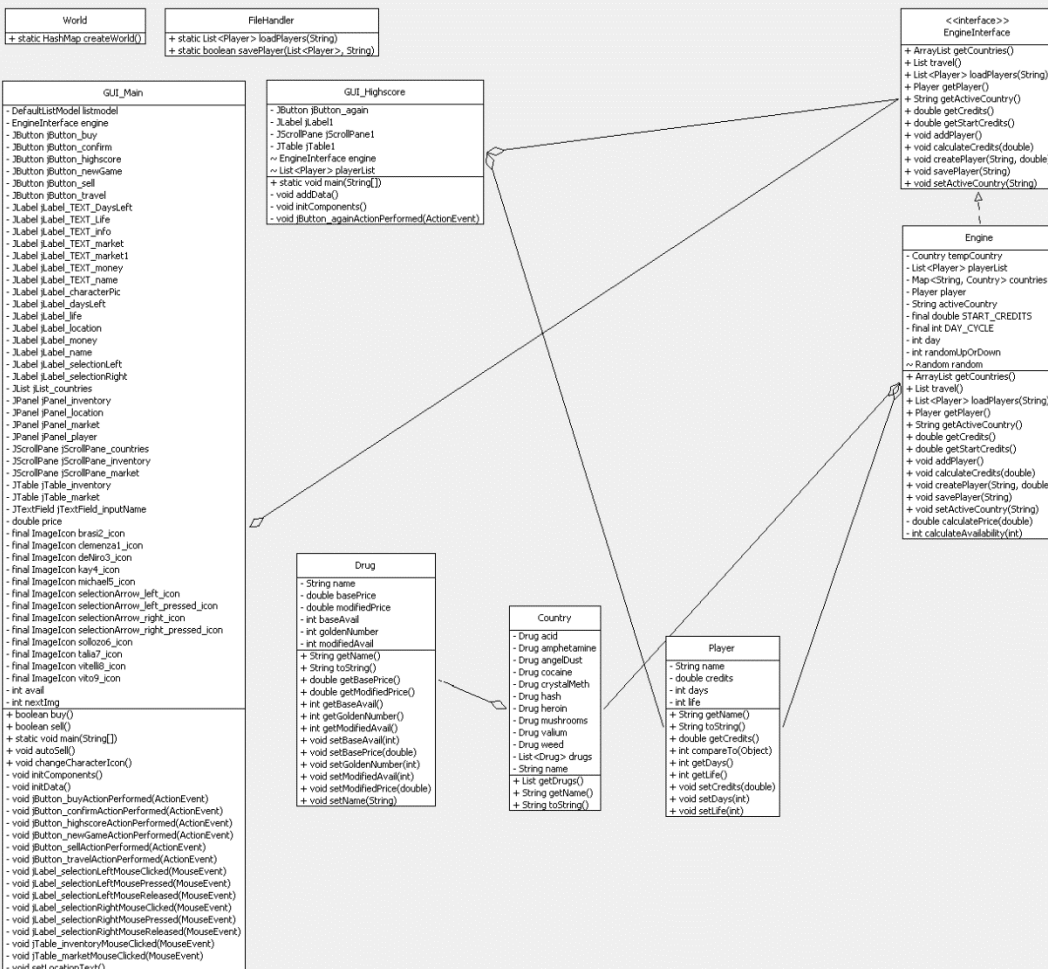 World
+ static HashMap createWorld()
FileHandler
+ static List<Player> loadPlayers(String)
+ static boolean savePlayer(List<Player>, String)
<<interface>>
EngineInterface
+ ArrayList getCountries()
+ List travel()
+ List<Player> loadPlayers(String)
+ Player getPlayer()
+ String getActiveCountry()
+ double getCredits()
+ double getStartCredits()
+ void addPlayer()
+ void calculateCredits(double)
+ void createPlayer(String, double)
+ void savePlayer(String)
+ void setActiveCountry(String)
GUI_Main
- DefaultListModel listmodel
- EngineInterface engine
- JButton jButton_buy
- JButton jButton_confirm
- JButton jButton_highscore
- JButton jButton_newGame
- JButton jButton_sell
- JButton jButton_travel
- JLabel jLabel_TEXT_DaysLeft
- JLabel jLabel_TEXT_Life
- JLabel jLabel_TEXT_info
- JLabel jLabel_TEXT_market
- JLabel jLabel_TEXT_market1
- JLabel jLabel_TEXT_money
- JLabel jLabel_TEXT_name
- JLabel jLabel_characterPic
- JLabel jLabel_daysLeft
- JLabel jLabel_life
- JLabel jLabel_location
- JLabel jLabel_money
- JLabel jLabel_name
- JLabel jLabel_selectionLeft
- JLabel jLabel_selectionRight
- JList jList_countries
- JPanel jPanel_inventory
- JPanel jPanel_location
- JPanel jPanel_market
- JPanel jPanel_player
- JScrollPane jScrollPane_countries
- JScrollPane jScrollPane_inventory
- JScrollPane jScrollPane_market
- JTable jTable_inventory
- JTable jTable_market
- JTextField jTextField_inputName
- double price
- final ImageIcon brasi2_icon
- final ImageIcon clemenza1_icon
- final ImageIcon deNiro3_icon
- final ImageIcon kay4_icon
- final ImageIcon michael5_icon
- final ImageIcon selectionArrow_left_icon
- final ImageIcon selectionArrow_left_pressed_icon
- final ImageIcon selectionArrow_right_icon
- final ImageIcon selectionArrow_right_pressed_icon
- final ImageIcon sollozo6_icon
- final ImageIcon talia7_icon
- final ImageIcon vitelli8_icon
- final ImageIcon vito9_icon
- int avail
- int nextImg
+ boolean buy()
+ boolean sell()
+ static void main(String[])
+ void autoSell()
+ void changeCharacterIcon()
- void initComponents()
- void initData()
- void jButton_buyActionPerformed(ActionEvent)
- void jButton_confirmActionPerformed(ActionEvent)
- void jButton_highscoreActionPerformed(ActionEvent)
- void jButton_newGameActionPerformed(ActionEvent)
- void jButton_sellActionPerformed(ActionEvent)
- void jButton_travelActionPerformed(ActionEvent)
- void jLabel_selectionLeftMouseClicked(MouseEvent)
- void jLabel_selectionLeftMousePressed(MouseEvent)
- void jLabel_selectionLeftMouseReleased(MouseEvent)
- void jLabel_selectionRightMouseClicked(MouseEvent)
- void jLabel_selectionRightMousePressed(MouseEvent)
- void jLabel_selectionRightMouseReleased(MouseEvent)
- void jTable_inventoryMouseClicked(MouseEvent)
- void jTable_marketMouseClicked(MouseEvent)
- void setLocationText()
GUI_Highscore
- JButton jButton_again
- JLabel jLabel1
- JScrollPane jScrollPane1
- JTable jTable1
~ EngineInterface engine
~ List<Player> playerList
+ static void main(String[])
- void addData()
- void initComponents()
- void jButton_againActionPerformed(ActionEvent)
Engine
- Country tempCountry
- List<Player> playerList
- Map<String, Country> countries
- Player player
- String activeCountry
- final double START_CREDITS
- final int DAY_CYCLE
- int day
- int randomUpOrDown
~ Random random
+ ArrayList getCountries()
+ List travel()
+ List<Player> loadPlayers(String)
+ Player getPlayer()
+ String getActiveCountry()
+ double getCredits()
+ double getStartCredits()
+ void addPlayer()
+ void calculateCredits(double)
+ void createPlayer(String, double
+ void savePlayer(String)
+ void setActiveCountry(String)
- double calculatePrice(double)
- int calculateAvailability(int)
Drug
- String name
- double basePrice
- double modifiedPrice
- int baseAvail
- int goldenNumber
- int modifiedAvail
+ String getName()
+ String toString()
+ double getBasePrice()
+ double getModifiedPrice()
+ int getBaseAvail()
+ int getGoldenNumber()
+ int getModifiedAvail()
+ void setBaseAvail(int)
+ void setBasePrice(double)
+ void setGoldenNumber(int)
+ void setModifiedAvail(int)
+ void setModifiedPrice(double)
+ void setName(String)
Country
- Drug acid
- Drug amphetamine
- Drug angelDust
- Drug cocaine
- Drug crystalMeth
- Drug hash
- Drug heroin
- Drug mushrooms
- Drug valium
- Drug weed
- List<Drug> drugs
- String name
+ List getDrugs()
+ String getName()
+ String toString()
Player
- String name
- double credits
- int days
- int life
+ String getName()
+ String toString()
+ double getCredits()
+ int compareTo(Object)
+ int getDays()
+ int getLife()
+ void setCredits(double)
+ void setDays(int)
+ void setLife(int)